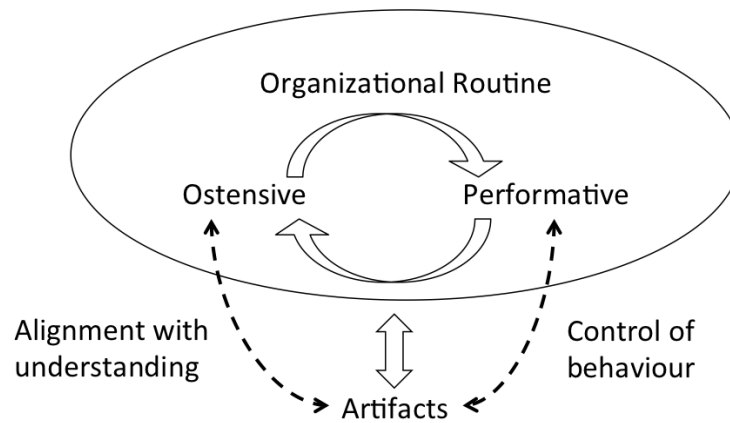 Organizational Routine
Ostensive
Performative
Alignment with
understanding
Control of
behaviour
Artifacts